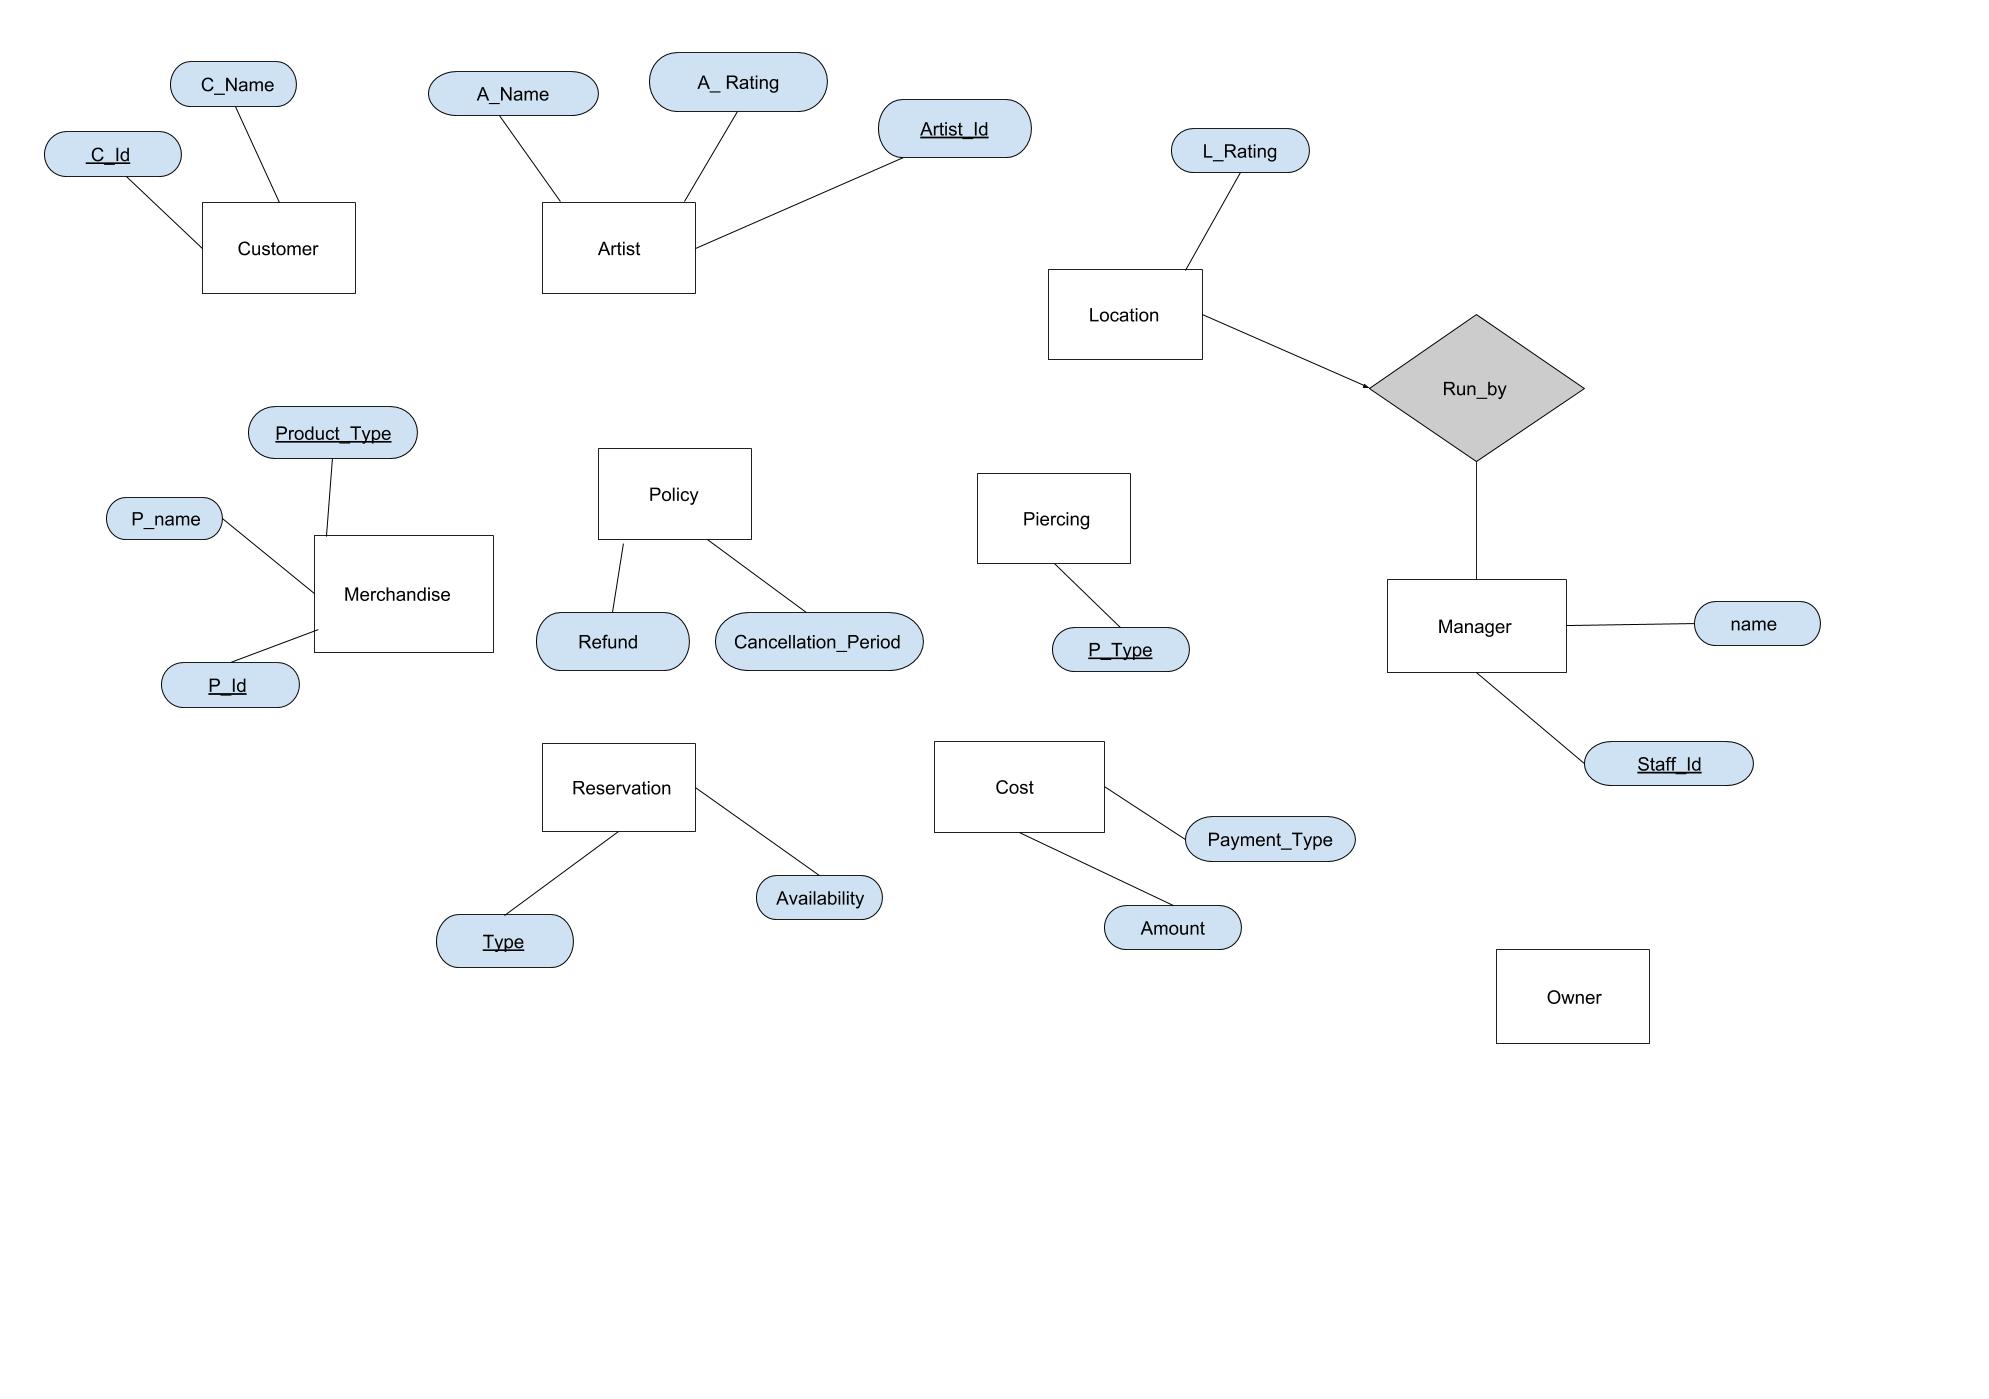 C_Name
A_Name
A_ Rating
Artist_Id
C_Id
L_Rating
Customer
Artist
Location
Run_by
Product_Type
Policy
P_name
Piercing
Merchandise
Manager
name
Refund
Cancellation_Period
P_Type
P_Id
Staff_Id
Reservation
Cost
Payment_Type
Availability
Amount
Type
Owner